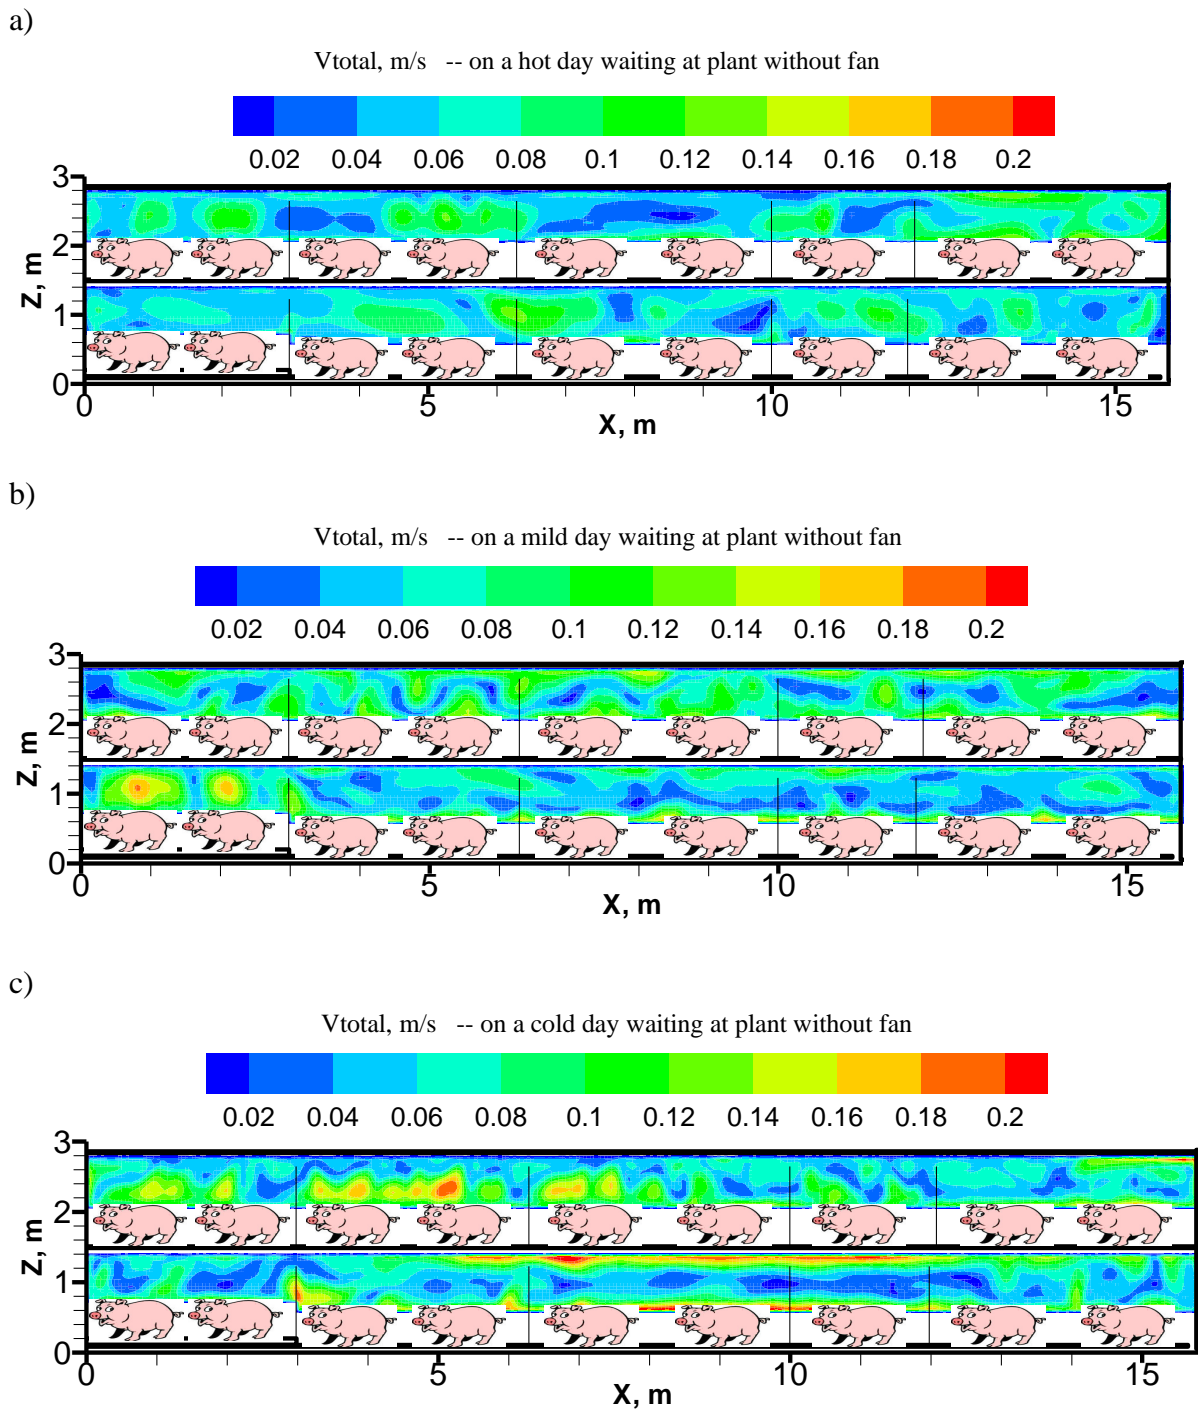 a)
Vtotal, m/s -- on a hot day waiting at plant without fan
0.02 0.04 0.06 0.08 0.1 0.12 0.14 0.16 0.18 0.2
3
2
1
0
Z, m
0 5 10 15
X, m
b)
Vtotal, m/s -- on a mild day waiting at plant without fan
0.02 0.04 0.06 0.08 0.1 0.12 0.14 0.16 0.18 0.2
3
2
1
0
Z, m
0 5 10 15
X, m
c)
Vtotal, m/s -- on a cold day waiting at plant without fan
0.02 0.04 0.06 0.08 0.1 0.12 0.14 0.16 0.18 0.2
3
2
1
0
Z, m
0 5 10 15
X, m